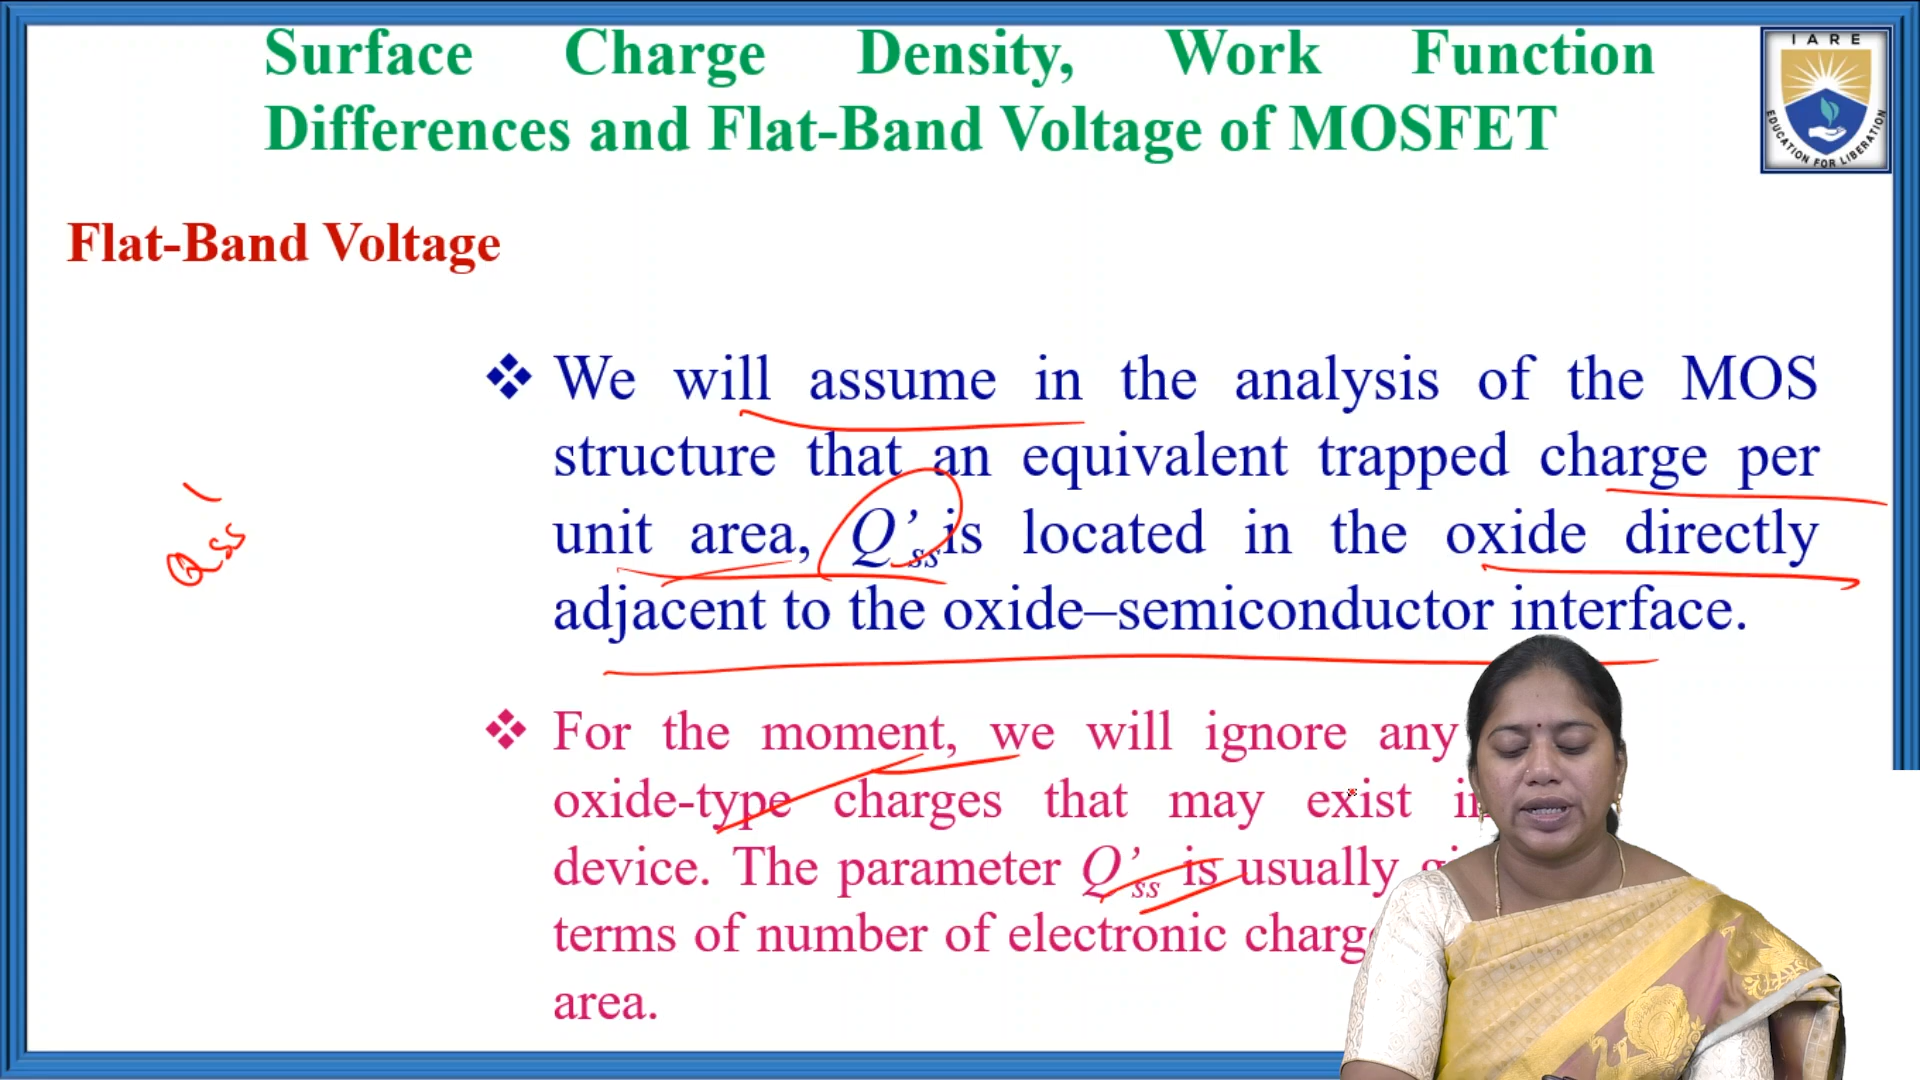 Surface Charge Density, Work Function
Differences and Flat-Band Voltage of MOSFET
IARE
EDUCATION FOR LIBERATION
Flat-Band Voltage
❖ We will assume in the analysis of the MOS
structure that an equivalent trapped charge per
unit area, Q’ss is located in the oxide directly
adjacent to the oxide–semiconductor interface.
Qss
❖ For the moment, we will ignore any
oxide-type charges that may exist
device. The parameter Q’ss is usually
terms of number of electronic
area.